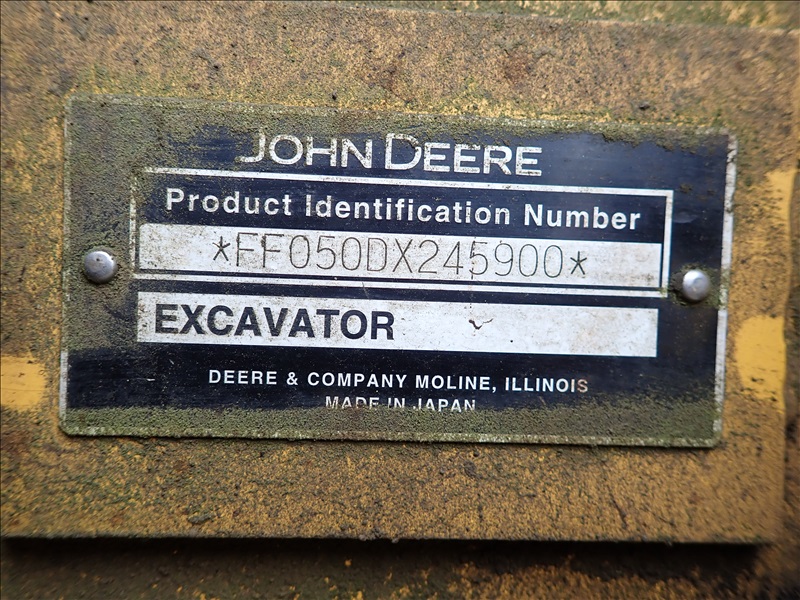 JOHN DEERE
Product Identification Number
*FF050DX245900*
EXCAVATOR
DEERE & COMPANY MOLINE, ILLINOIS
MADE IN JAPAN